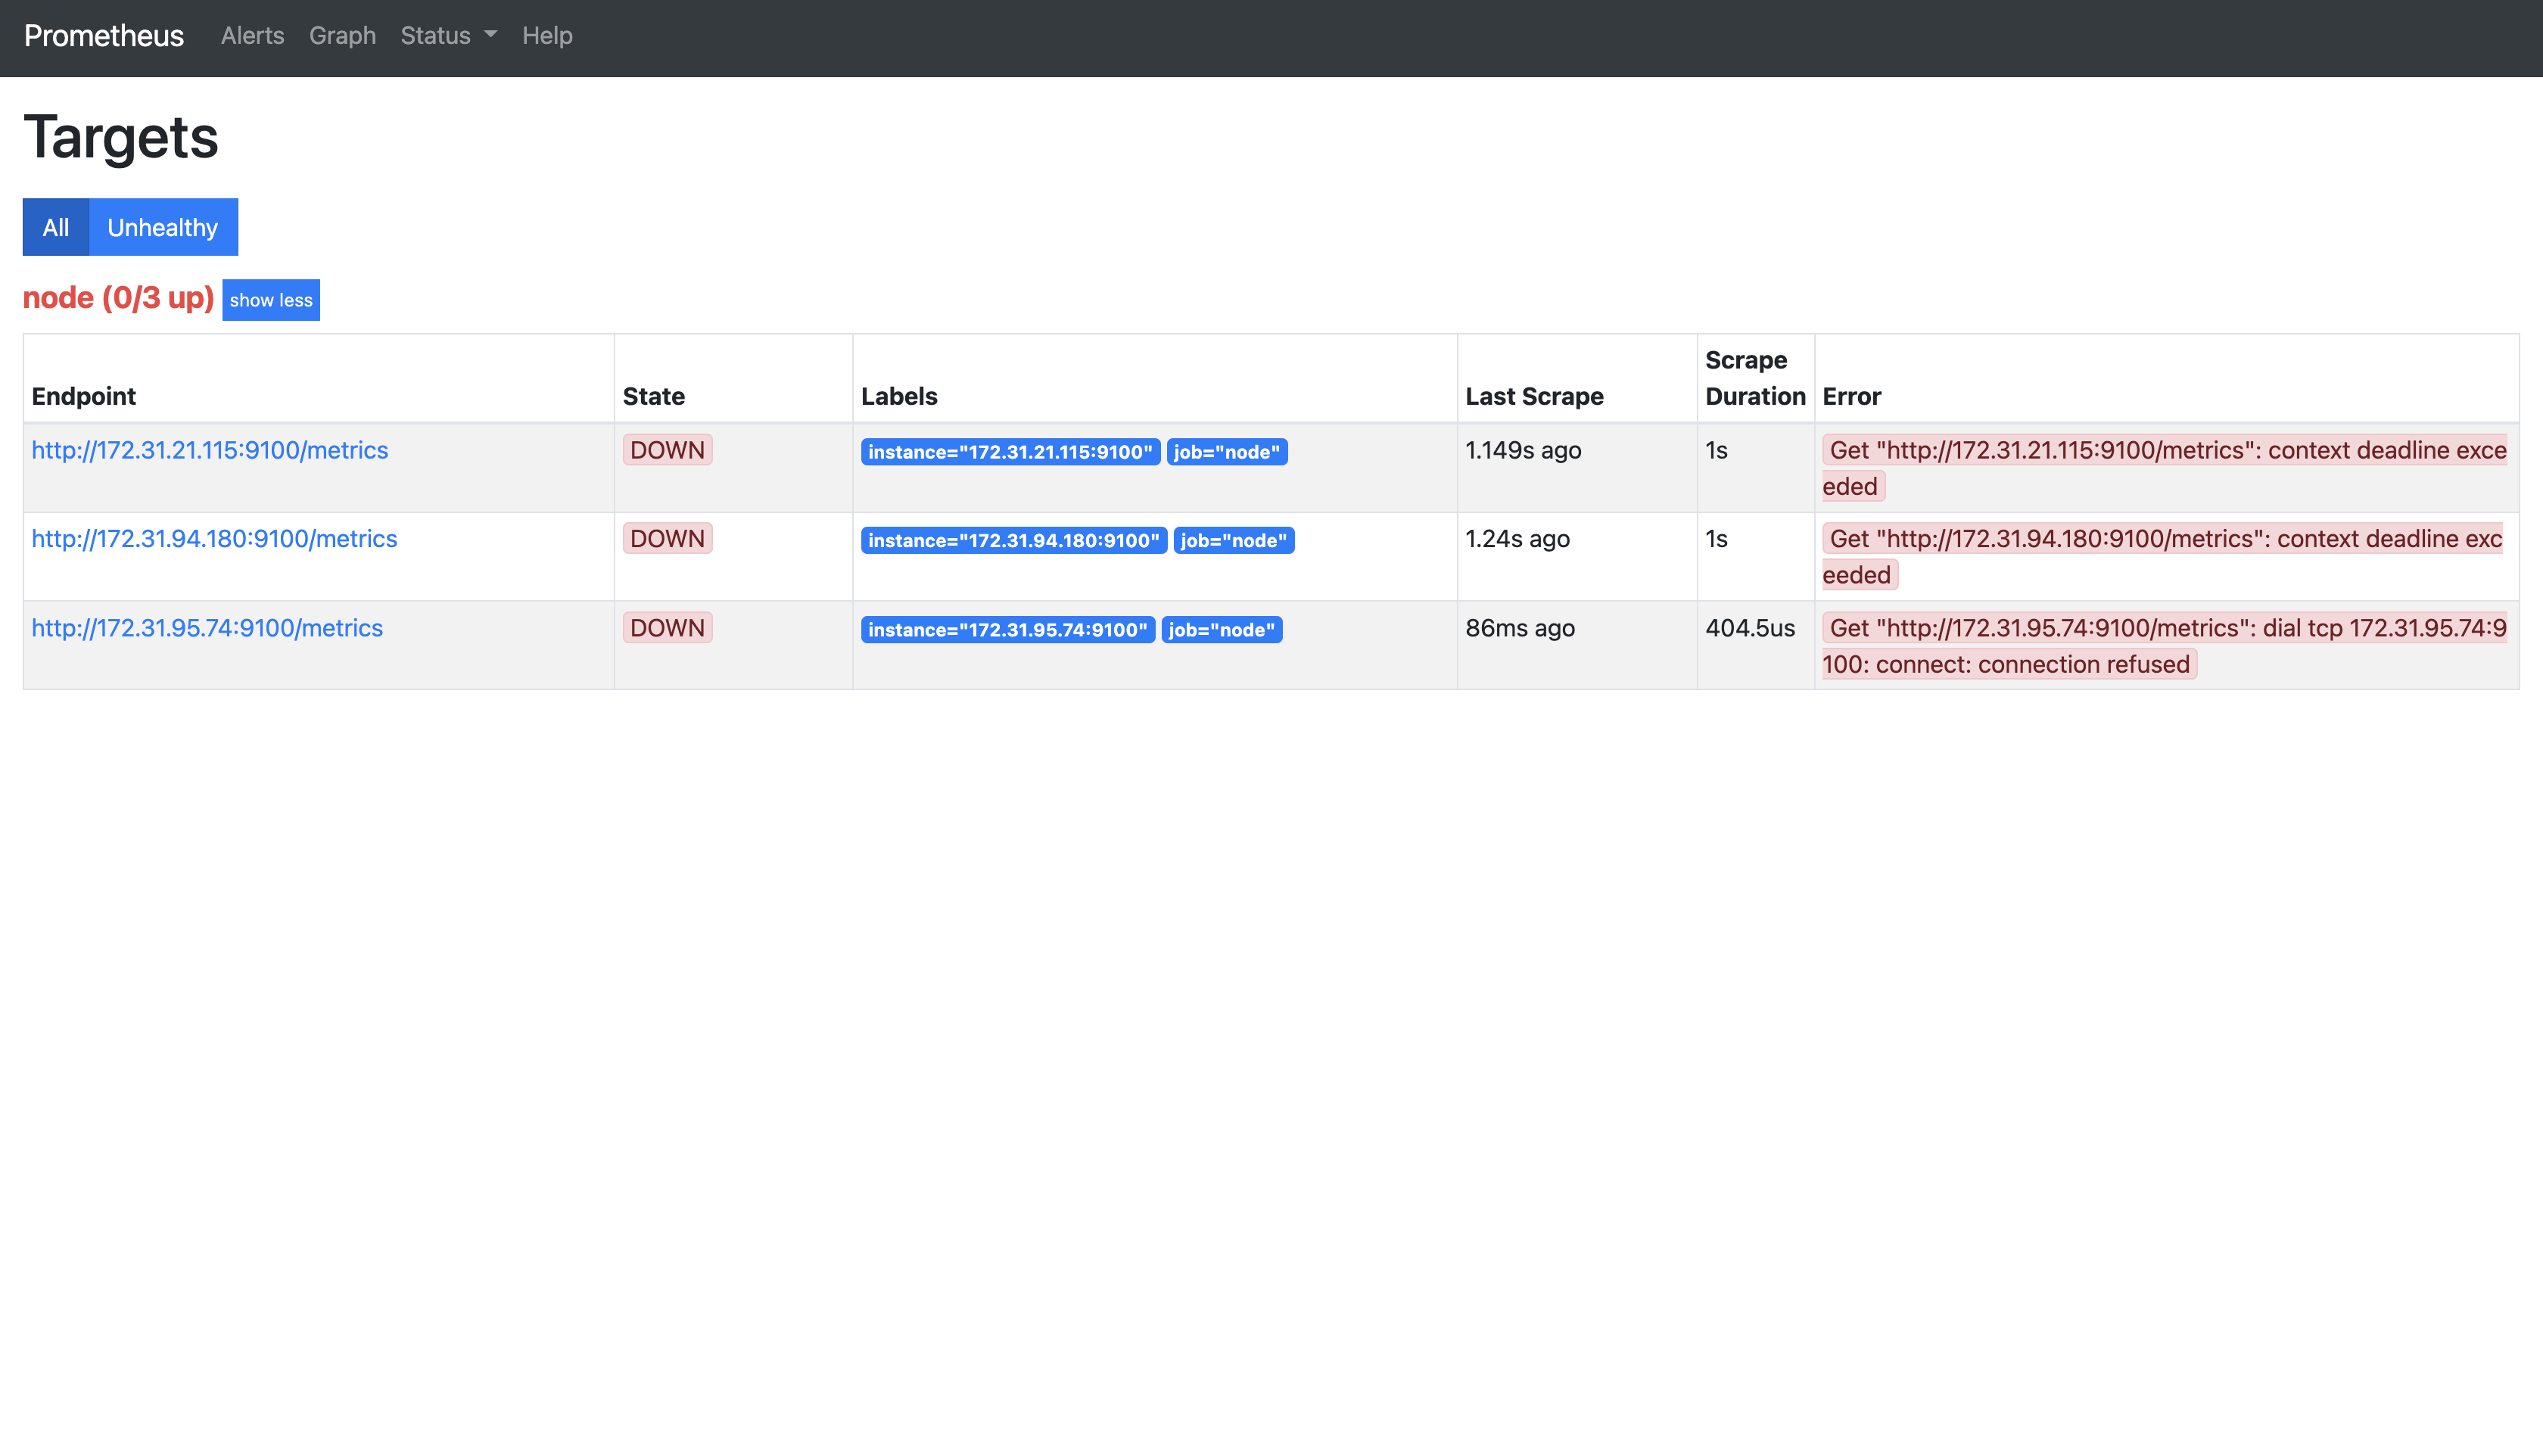 Prometheus Alerts Graph Status Help
Targets
All Unhealthy
node (0/3 up) show less
Endpoint State Labels Last Scrape Scrape Duration Error
http://172.31.21.115:9100/metrics DOWN instance="172.31.21.115:9100" job="node" 1.149s ago 1s Get "http://172.31.21.115:9100/metrics": context deadline exce
eded
http://172.31.94.180:9100/metrics DOWN instance="172.31.94.180:9100" job="node" 1.24s ago 1s Get "http://172.31.94.180:9100/metrics": context deadline exc
eeded
http://172.31.95.74:9100/metrics DOWN instance="172.31.95.74:9100" job="node" 86ms ago 404.5us Get "http://172.31.95.74:9100/metrics": dial tcp 172.31.95.74:9
100: connect: connection refused